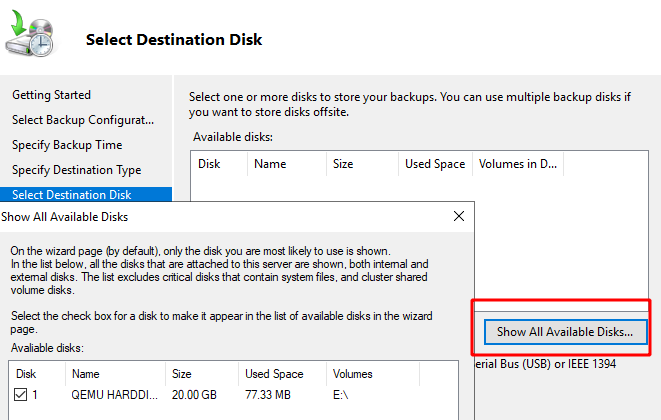 Select Destination Disk
Getting Started
Select Backup Configurat...
Specify Backup Time
Specify Destination Type
Select Destination Disk
Select one or more disks to store your backups. You can use multiple backup disks if
you want to store disks offsite.
Available disks:
Disk Name Size Used Space Volumes in D...
Show All Available Disks...
erial Bus (USB) or IEEE 1394
Show All Available Disks
On the wizard page (by default), only the disk you are most likely to use is shown.
In the list below, all the disks that are attached to this server are shown, both internal and
external disks. The list excludes critical disks that contain system files, and cluster shared
volume disks.
Select the check box for a disk to make it appear in the list of available disks in the wizard
page.
Avaliable disks:
Disk Name Size Used Space Volumes
1 QEMU HARDDI... 20.00 GB 77.33 MB E:\